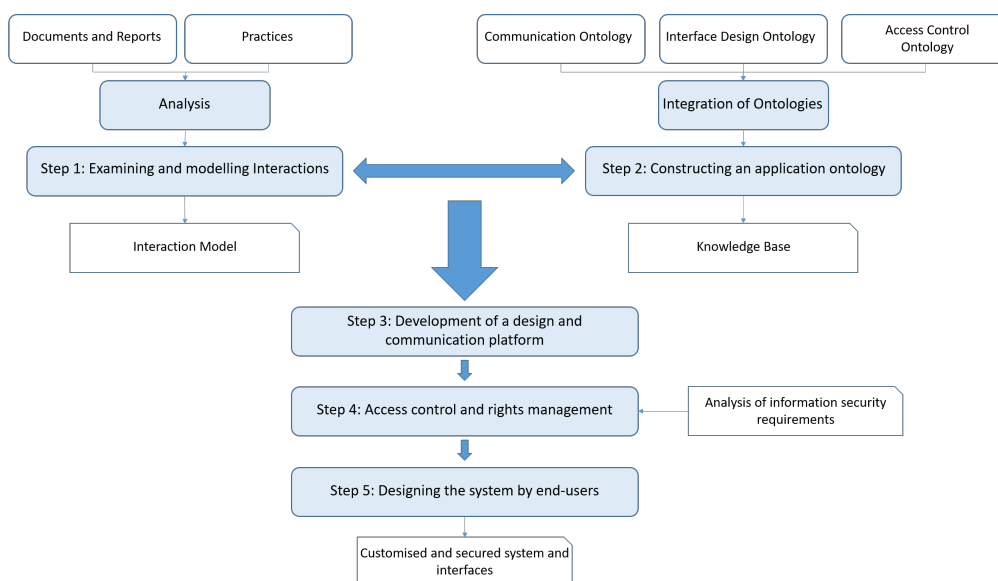 Documents and Reports
Practices
Communication Ontology
Interface Design Ontology
Access Control
Ontology
Analysis
Integration of Ontologies
Step 1: Examining and modelling Interactions
Step 2: Constructing an application ontology
Interaction Model
Knowledge Base
Step 3: Development of a design and
communication platform
Step 4: Access control and rights management
Analysis of information security
requirements
Step 5: Designing the system by end-users
Customised and secured system and
interfaces